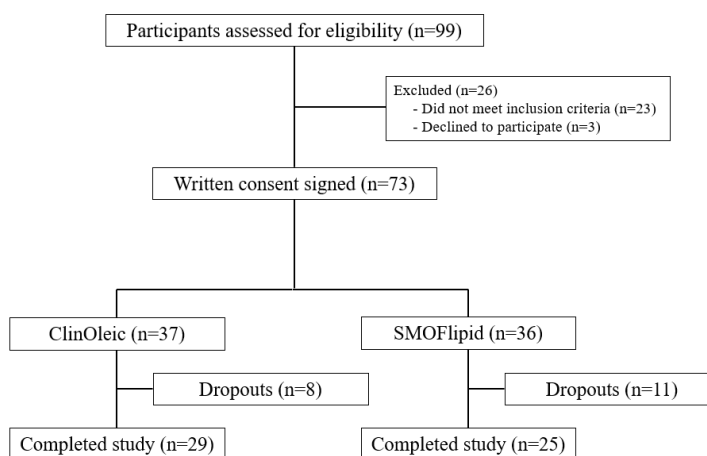 Participants assessed for eligibility (n=99)
Excluded (n=26)
- Did not meet inclusion criteria (n=23)
- Declined to participate (n=3)
Written consent signed (n=73)
ClinOleic (n=37)
SMOFlipid (n=36)
Dropouts (n=8)
Dropouts (n=11)
Completed study (n=29)
Completed study (n=25)